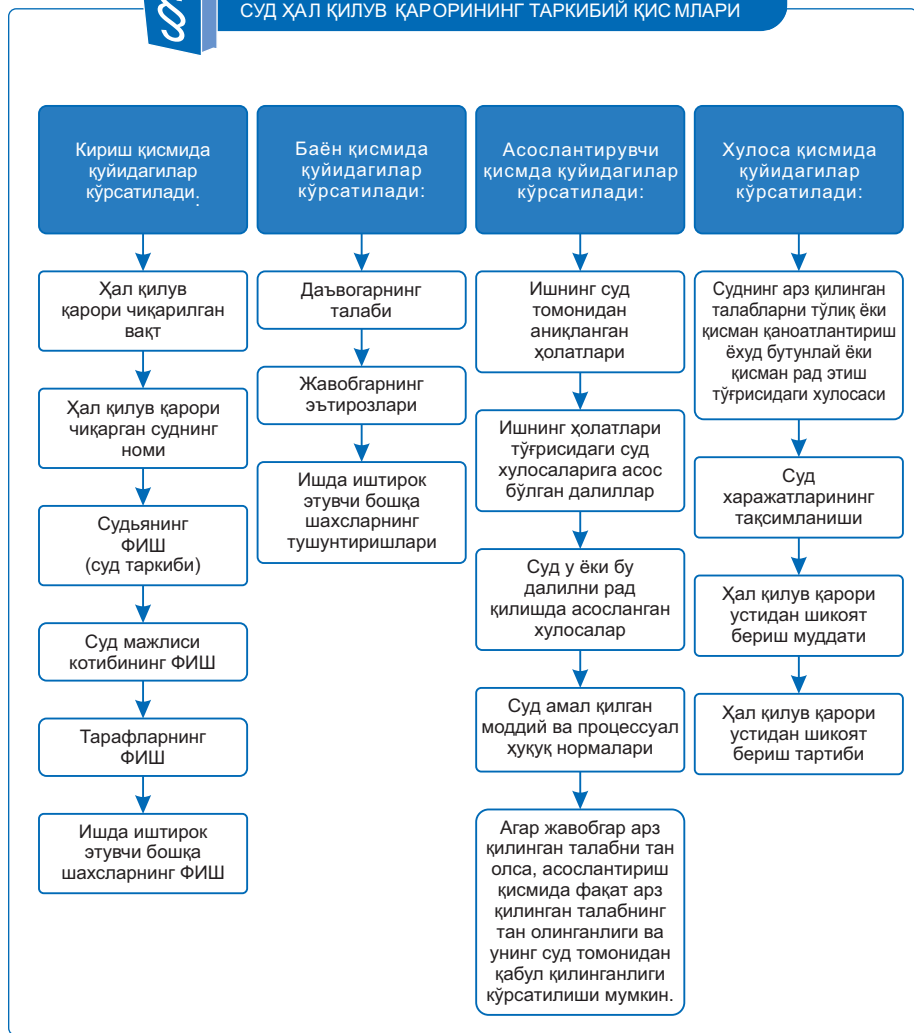 §
СУД ҲАЛ ҚИЛУВ ҚАРОРИНИНГ ТАРКИБИЙ ҚИСМЛАРИ
Кириш қисмида
қуйидагилар
кўрсатилади:
Ҳал қилув
қарори чиқарилган
вақт
Ҳал қилув қарори
чиқарган суднинг
номи
Судьянинг
ФИШ
(суд таркиби)
Суд мажлиси
котибининг ФИШ
Тарафларнинг
ФИШ
Ишда иштирок
этувчи бошқа
шахсларнинг ФИШ
Баён қисмида
қуйидагилар
кўрсатилади:
Даъвогарнинг
талаби
Жавобгарнинг
эътирозлари
Ишда иштирок
этувчи бошқа
шахсларнинг
тушунтиришлари
Асослантирувчи
қисмда қуйидагилар
кўрсатилади:
Ишнинг суд
томонидан
аниқланган
ҳолатлари
Ишнинг ҳолатлари
тўғрисидаги суд
хулосаларига асос
бўлган далиллар
Суд у ёки бу
далилни рад
қилишда асосланган
хулосалар
Суд амал қилган
моддий ва процессуал
ҳуқуқ нормалари
Агар жавобгар арз
қилинган талабни тан
олса, асослантириш
қисмида фақат арз
қилинган талабнинг
тан олинганлиги ва
унинг суд томонидан
қабул қилинганлиги
кўрсатилиши мумкин.
Хулоса қисмида
қуйидагилар
кўрсатилади:
Суднинг арз қилинган
талабларни тўлиқ ёки
қисман қаноатлантириш
ёхуд бутунлай ёки
қисман рад этиш
тўғрисидаги хулосаси
Суд
харажатларининг
тақсимланиши
Ҳал қилув қарори
устидан шикоят
бериш муддати
Ҳал қилув қарори
устидан шикоят
бериш тартиби